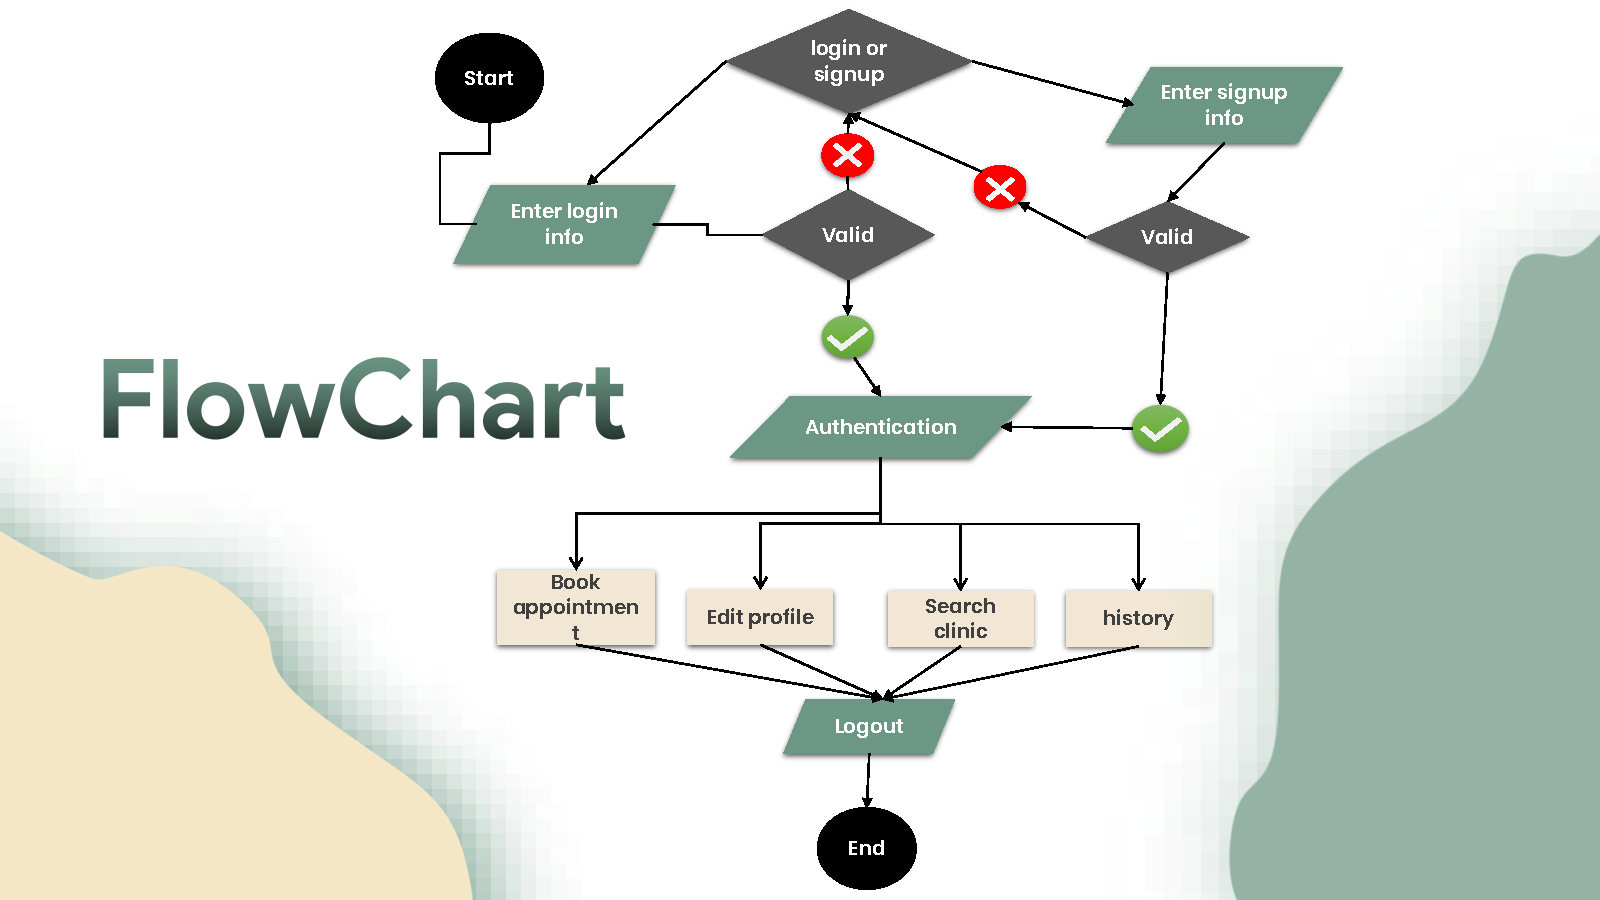 Start
login or
signup
Enter signup
info
Enter login
info
Valid
Valid
FlowChart
Authentication
Book
appointmen
t
Edit profile
Search
clinic
history
Logout
End